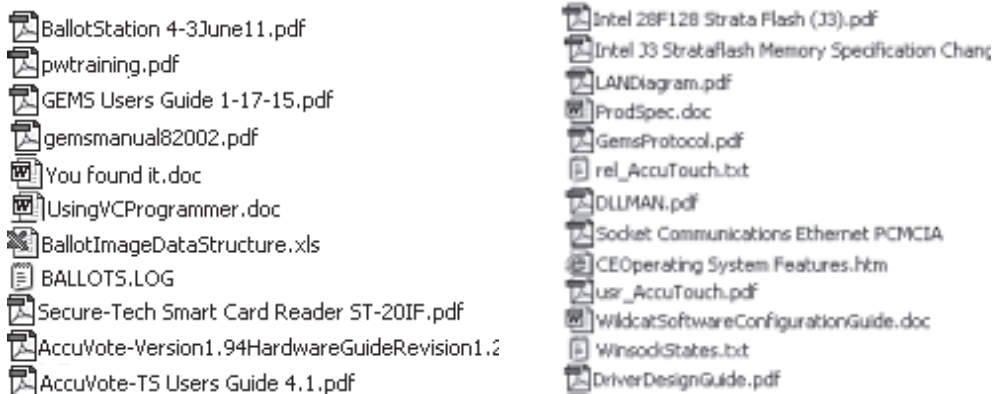 BallotStation 4-3June11.pdf
pwtraining.pdf
GEMS Users Guide 1-17-15.pdf
gemsmanual82002.pdf
You found it.doc
UsingVCProgrammer.doc
BallotImageDataStructure.xls
BALLOTS.LOG
Secure-Tech Smart Card Reader ST-20IF.pdf
AccuVote-Version1.94HardwareGuideRevision1.2
AccuVote-TS Users Guide 4.1.pdf
Intel 28F128 Strata Flash (J3).pdf
Intel J3 Strataflash Memory Specification Chang
LANDiagram.pdf
ProdSpec.doc
GemsProtocol.pdf
rel_AccuTouch.txt
DLLMAN.pdf
Socket Communications Ethernet PCMCIA
CEOperating System Features.htm
usr_AccuTouch.pdf
WildcatSoftwareConfigurationGuide.doc
WinsockStates.txt
DriverDesignGuide.pdf